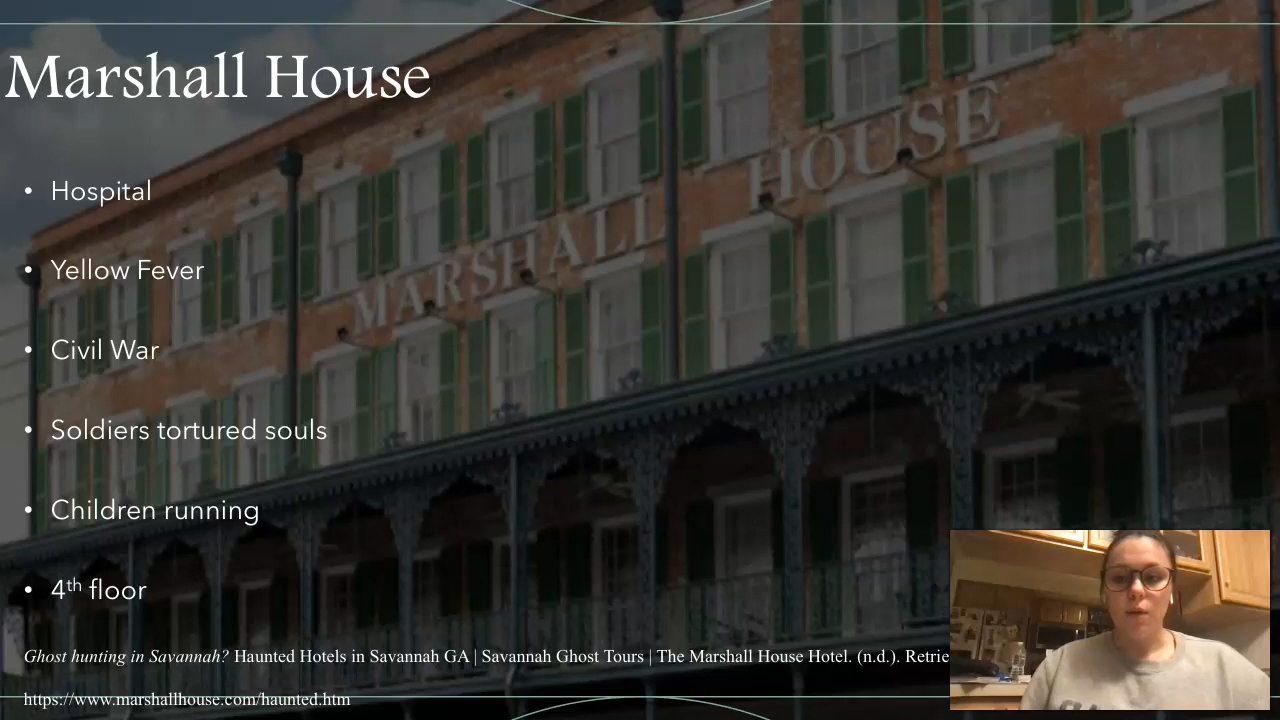 Marshall House
MARSHALL HOUSE
• Hospital
• Yellow Fever
• Civil War
• Soldiers tortured souls
• Children running
• 4th floor
Ghost hunting in Savannah? Haunted Hotels in Savannah GA | Savannah Ghost Tours | The Marshall House Hotel. (n.d.). Retrie
https://www.marshallhouse.com/haunted.htm